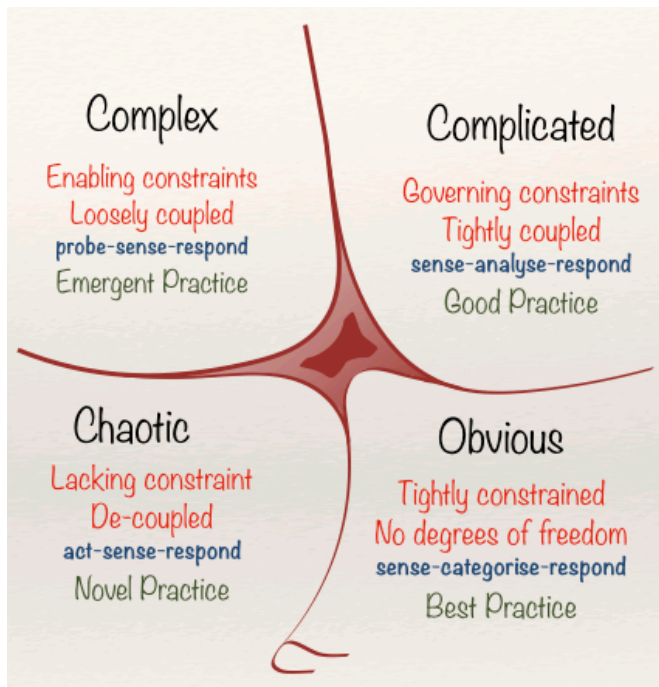 Complex
Enabling constraints
Loosely coupled
probe-sense-respond
Emergent Practice
Complicated
Governing constraints
Tightly coupled
sense-analyse-respond
Good Practice
Chaotic
Lacking constraint
De-coupled
act-sense-respond
Novel Practice
Obvious
Tightly constrained
No degrees of freedom
sense-categorise-respond
Best Practice